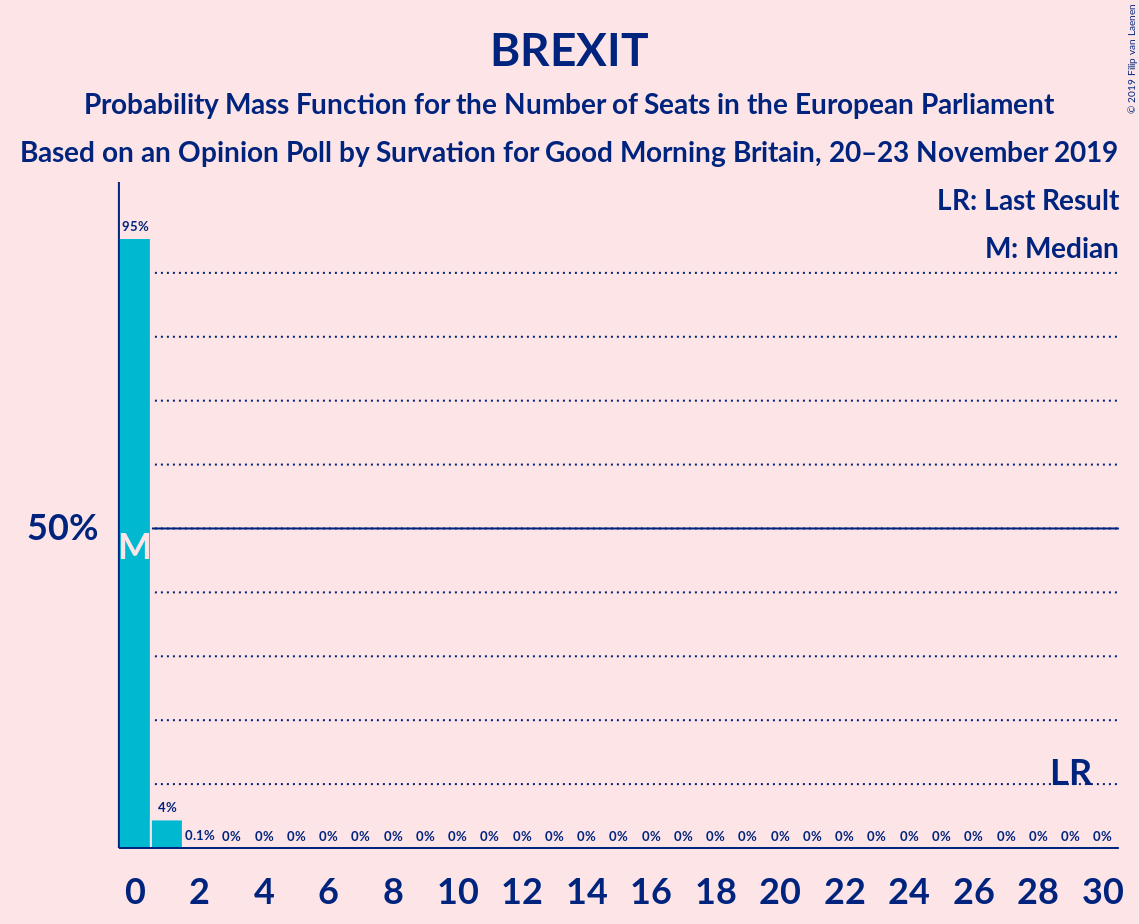 BREXIT
Probability Mass Function for the Number of Seats in the European Parliament
Based on an Opinion Poll by Survation for Good Morning Britain, 20–23 November 2019
© 2019 Filip van Laenen
LR: Last Result
M: Median
95%
50%
M
LR
4%
0.1% 0% 0% 0% 0% 0% 0% 0% 0% 0% 0% 0% 0% 0% 0% 0% 0% 0% 0% 0% 0% 0% 0% 0% 0% 0% 0% 0% 0%
0 2 4 6 8 10 12 14 16 18 20 22 24 26 28 30